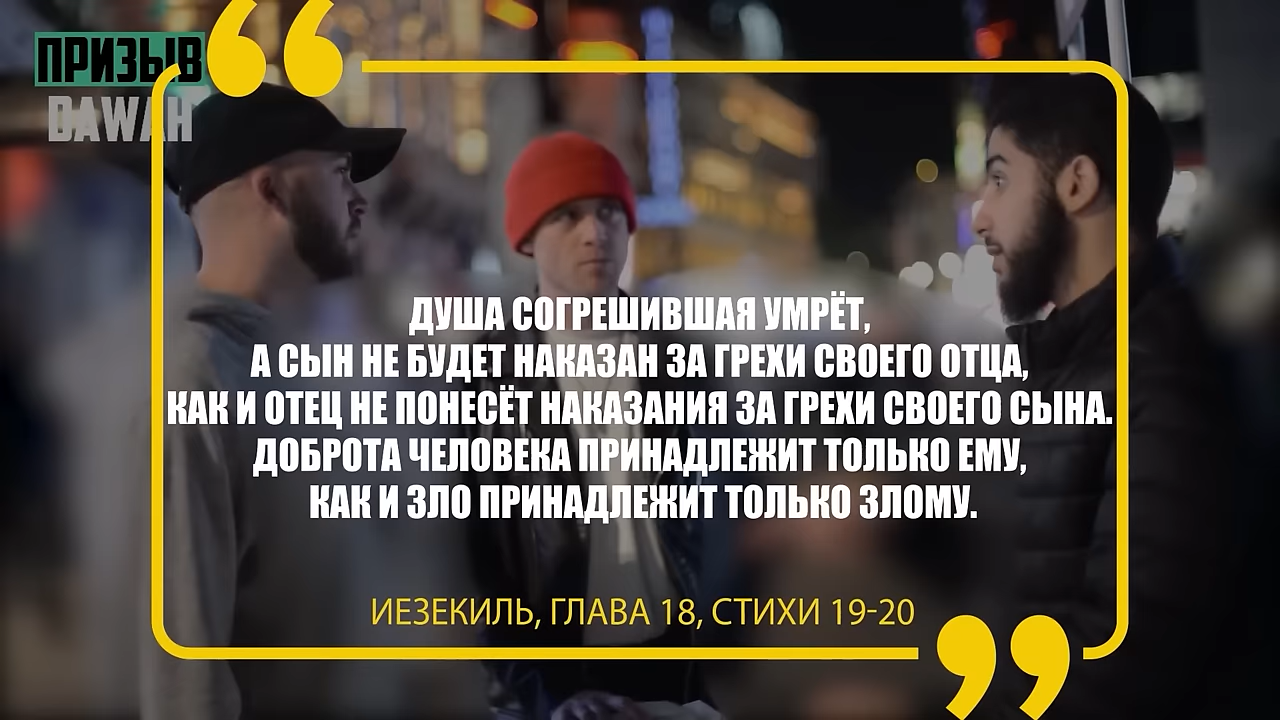 ПРИЗЫВ
DAWAH
ДУША СОГРЕШИВШАЯ УМРЁТ,
А СЫН НЕ БУДЕТ НАКАЗАН ЗА ГРЕХИ СВОЕГО ОТЦА,
КАК И ОТЕЦ НЕ ПОНЕСЁТ НАКАЗАНИЯ ЗА ГРЕХИ СВОЕГО СЫНА.
ДОБРОТА ЧЕЛОВЕКА ПРИНАДЛЕЖИТ ТОЛЬКО ЕМУ,
КАК И ЗЛО ПРИНАДЛЕЖИТ ТОЛЬКО ЗЛОМУ.
ИЕЗЕКИЛЬ, ГЛАВА 18, СТИХИ 19-20